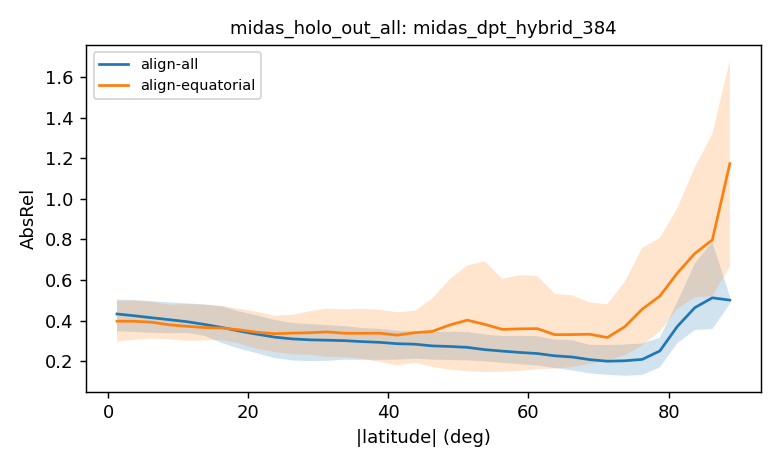 midas_holo_out_all: midas_dpt_hybrid_384
align-all
align-equatorial
1.6
1.4
1.2
1.0
0.8
0.6
0.4
0.2
AbsRel
0 20 40 60 80
|latitude| (deg)